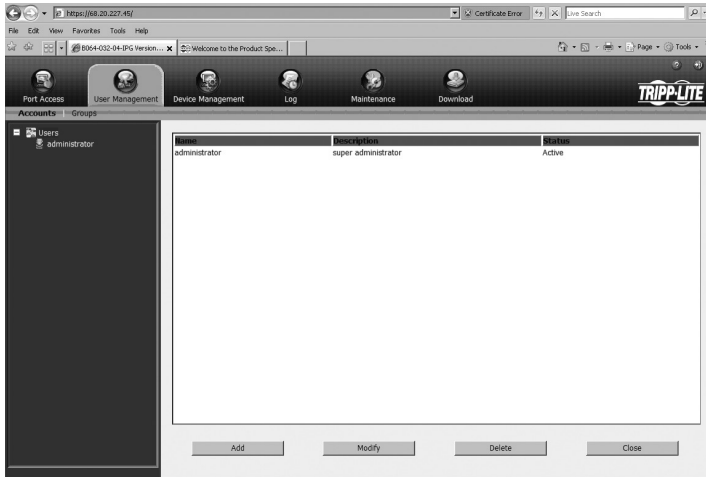 https://68.20.227.45/
Certificate Error
Live Search
File Edit View Favorites Tools Help
B064-032-04-IPG Version...
Welcome to the Product Spe...
Page
Tools
Port Access
User Management
Device Management
Log
Maintenance
Download
TRIPP·LITE
Accounts
Groups
Users
administrator
Name Description Status
administrator super administrator Active
Add
Modify
Delete
Close